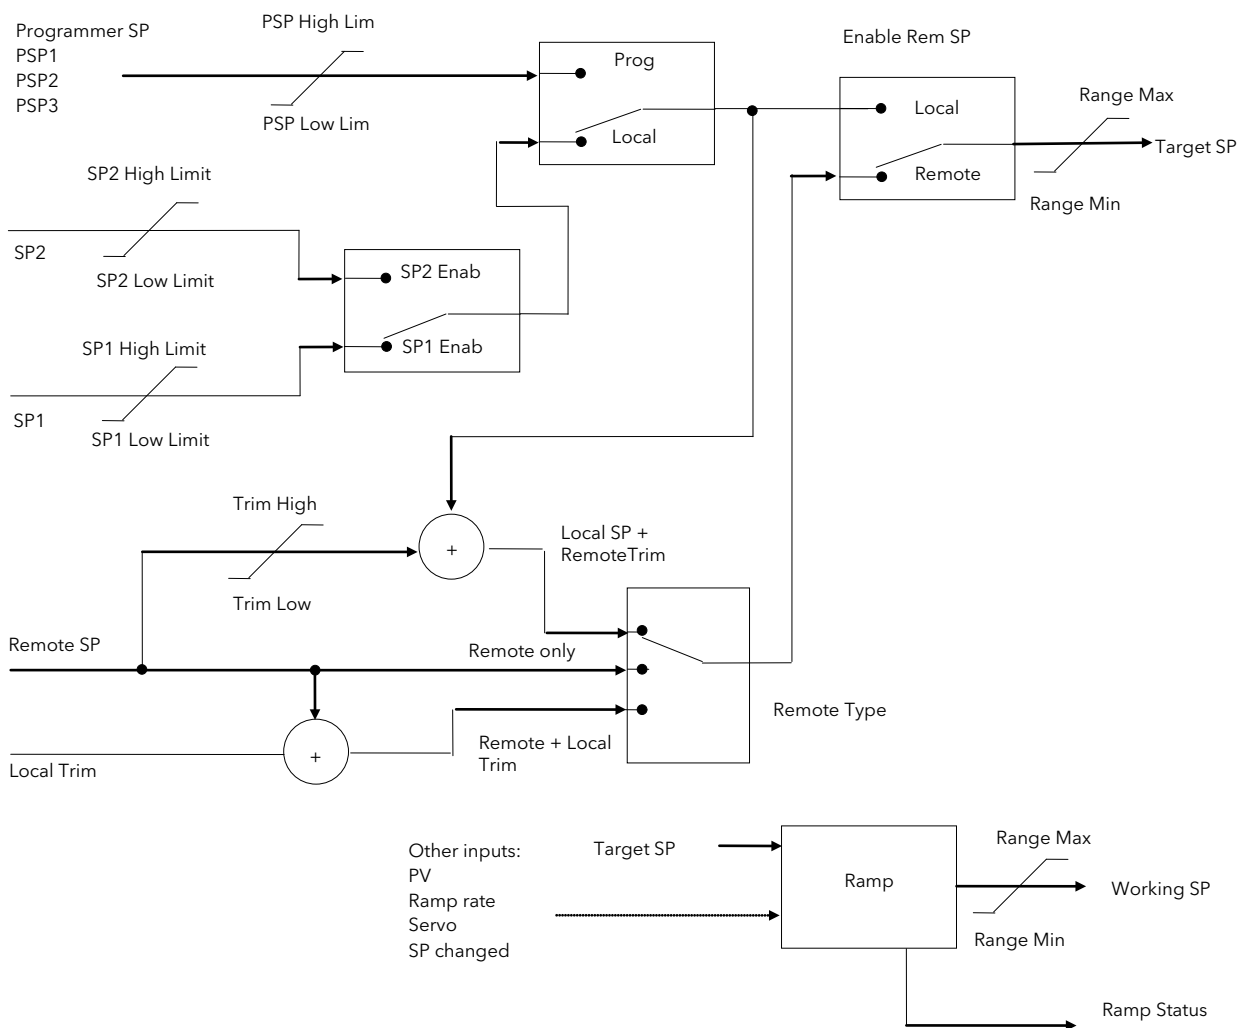 Programmer SP
PSP1
PSP2
PSP3
PSP High Lim
PSP Low Lim
Prog
Local
Enable Rem SP
Local
Remote
Range Max
Target SP
Range Min
SP2 High Limit
SP2
SP2 Low Limit
SP2 Enab
SP1 Enab
SP1 High Limit
SP1
SP1 Low Limit
Trim High
+
Local SP +
RemoteTrim
Trim Low
Remote SP
Remote only
Remote Type
Local Trim
+
Remote + Local
Trim
Other inputs:
PV
Ramp rate
Servo
SP changed
Target SP
Ramp
Range Max
Working SP
Range Min
Ramp Status